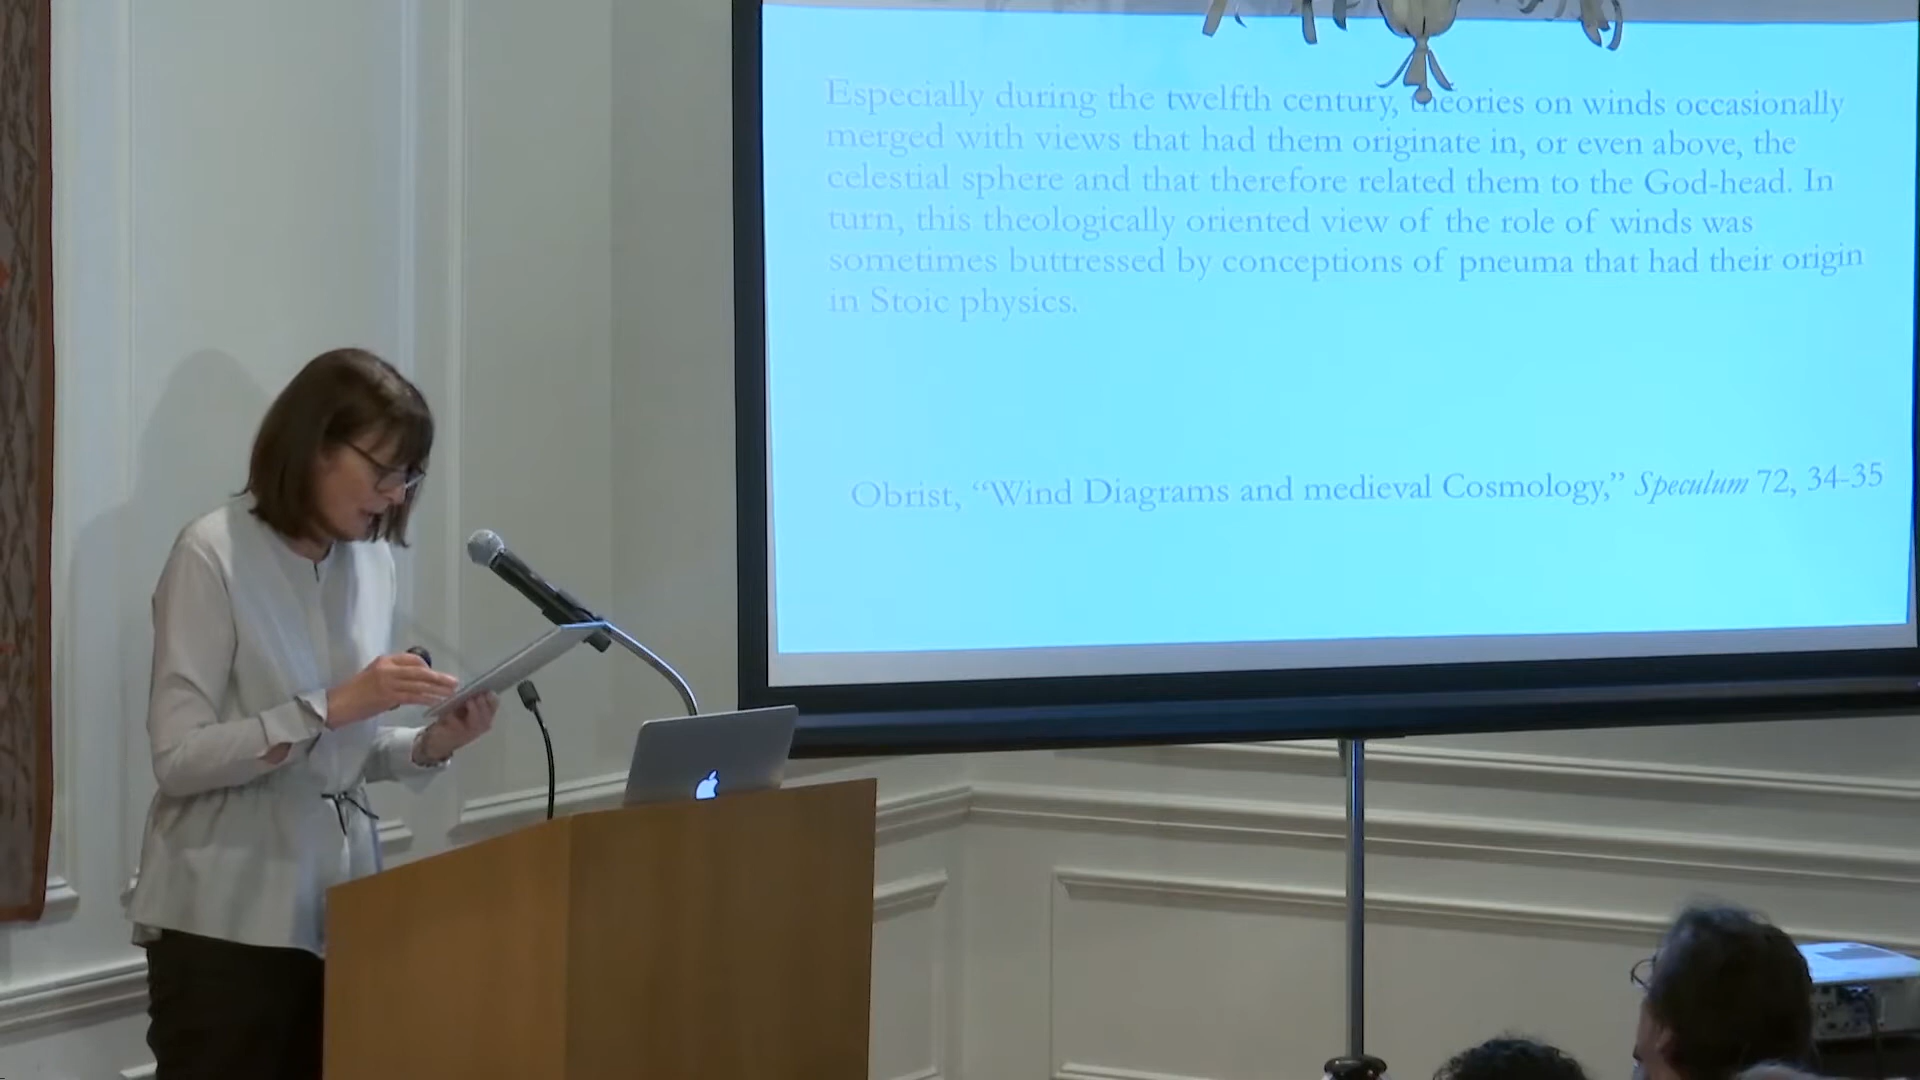 Especially during the twelfth century, theories on winds occasionally
merged with views that had them originate in, or even above, the
celestial sphere and that therefore related them to the God-head. In
turn, this theologically oriented view of the role of winds was
sometimes buttressed by conceptions of pneuma that had their origin
in Stoic physics.
Obrist, “Wind Diagrams and medieval Cosmology,” Speculum 72, 34-35